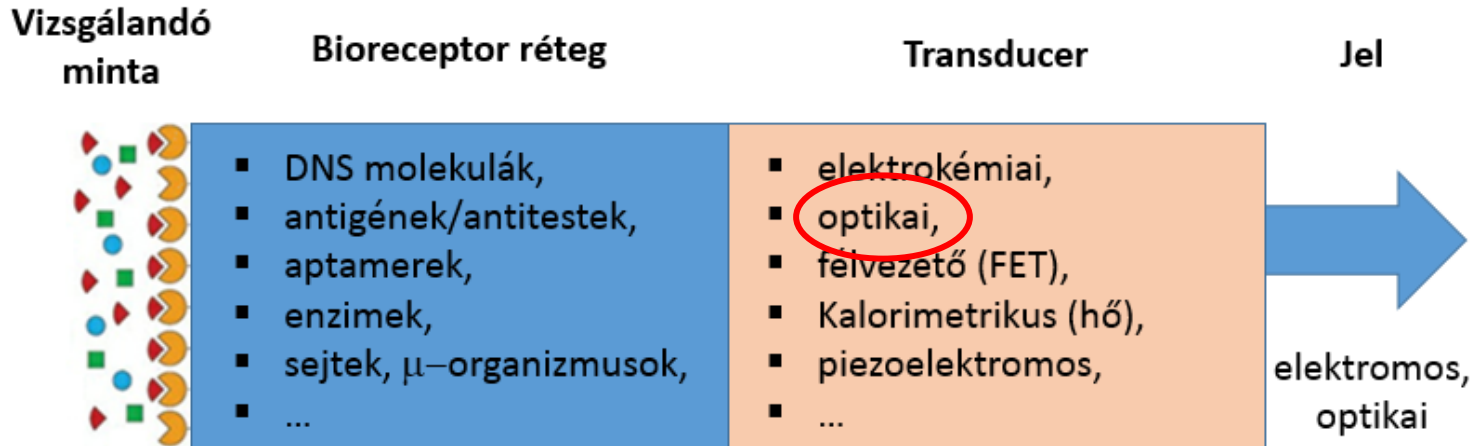 Vizsgálandó
minta
Bioreceptor réteg
Transducer
Jel
▪ DNS molekulák,
▪ antigének/antitestek,
▪ aptamerek,
▪ enzimek,
▪ sejtek, μ–organizmusok,
▪ ...
▪ elektrokémiai,
▪ optikai,
▪ félvezető (FET),
▪ Kalorimetrikus (hő),
▪ piezoelektromos,
▪ ...
elektromos,
optikai